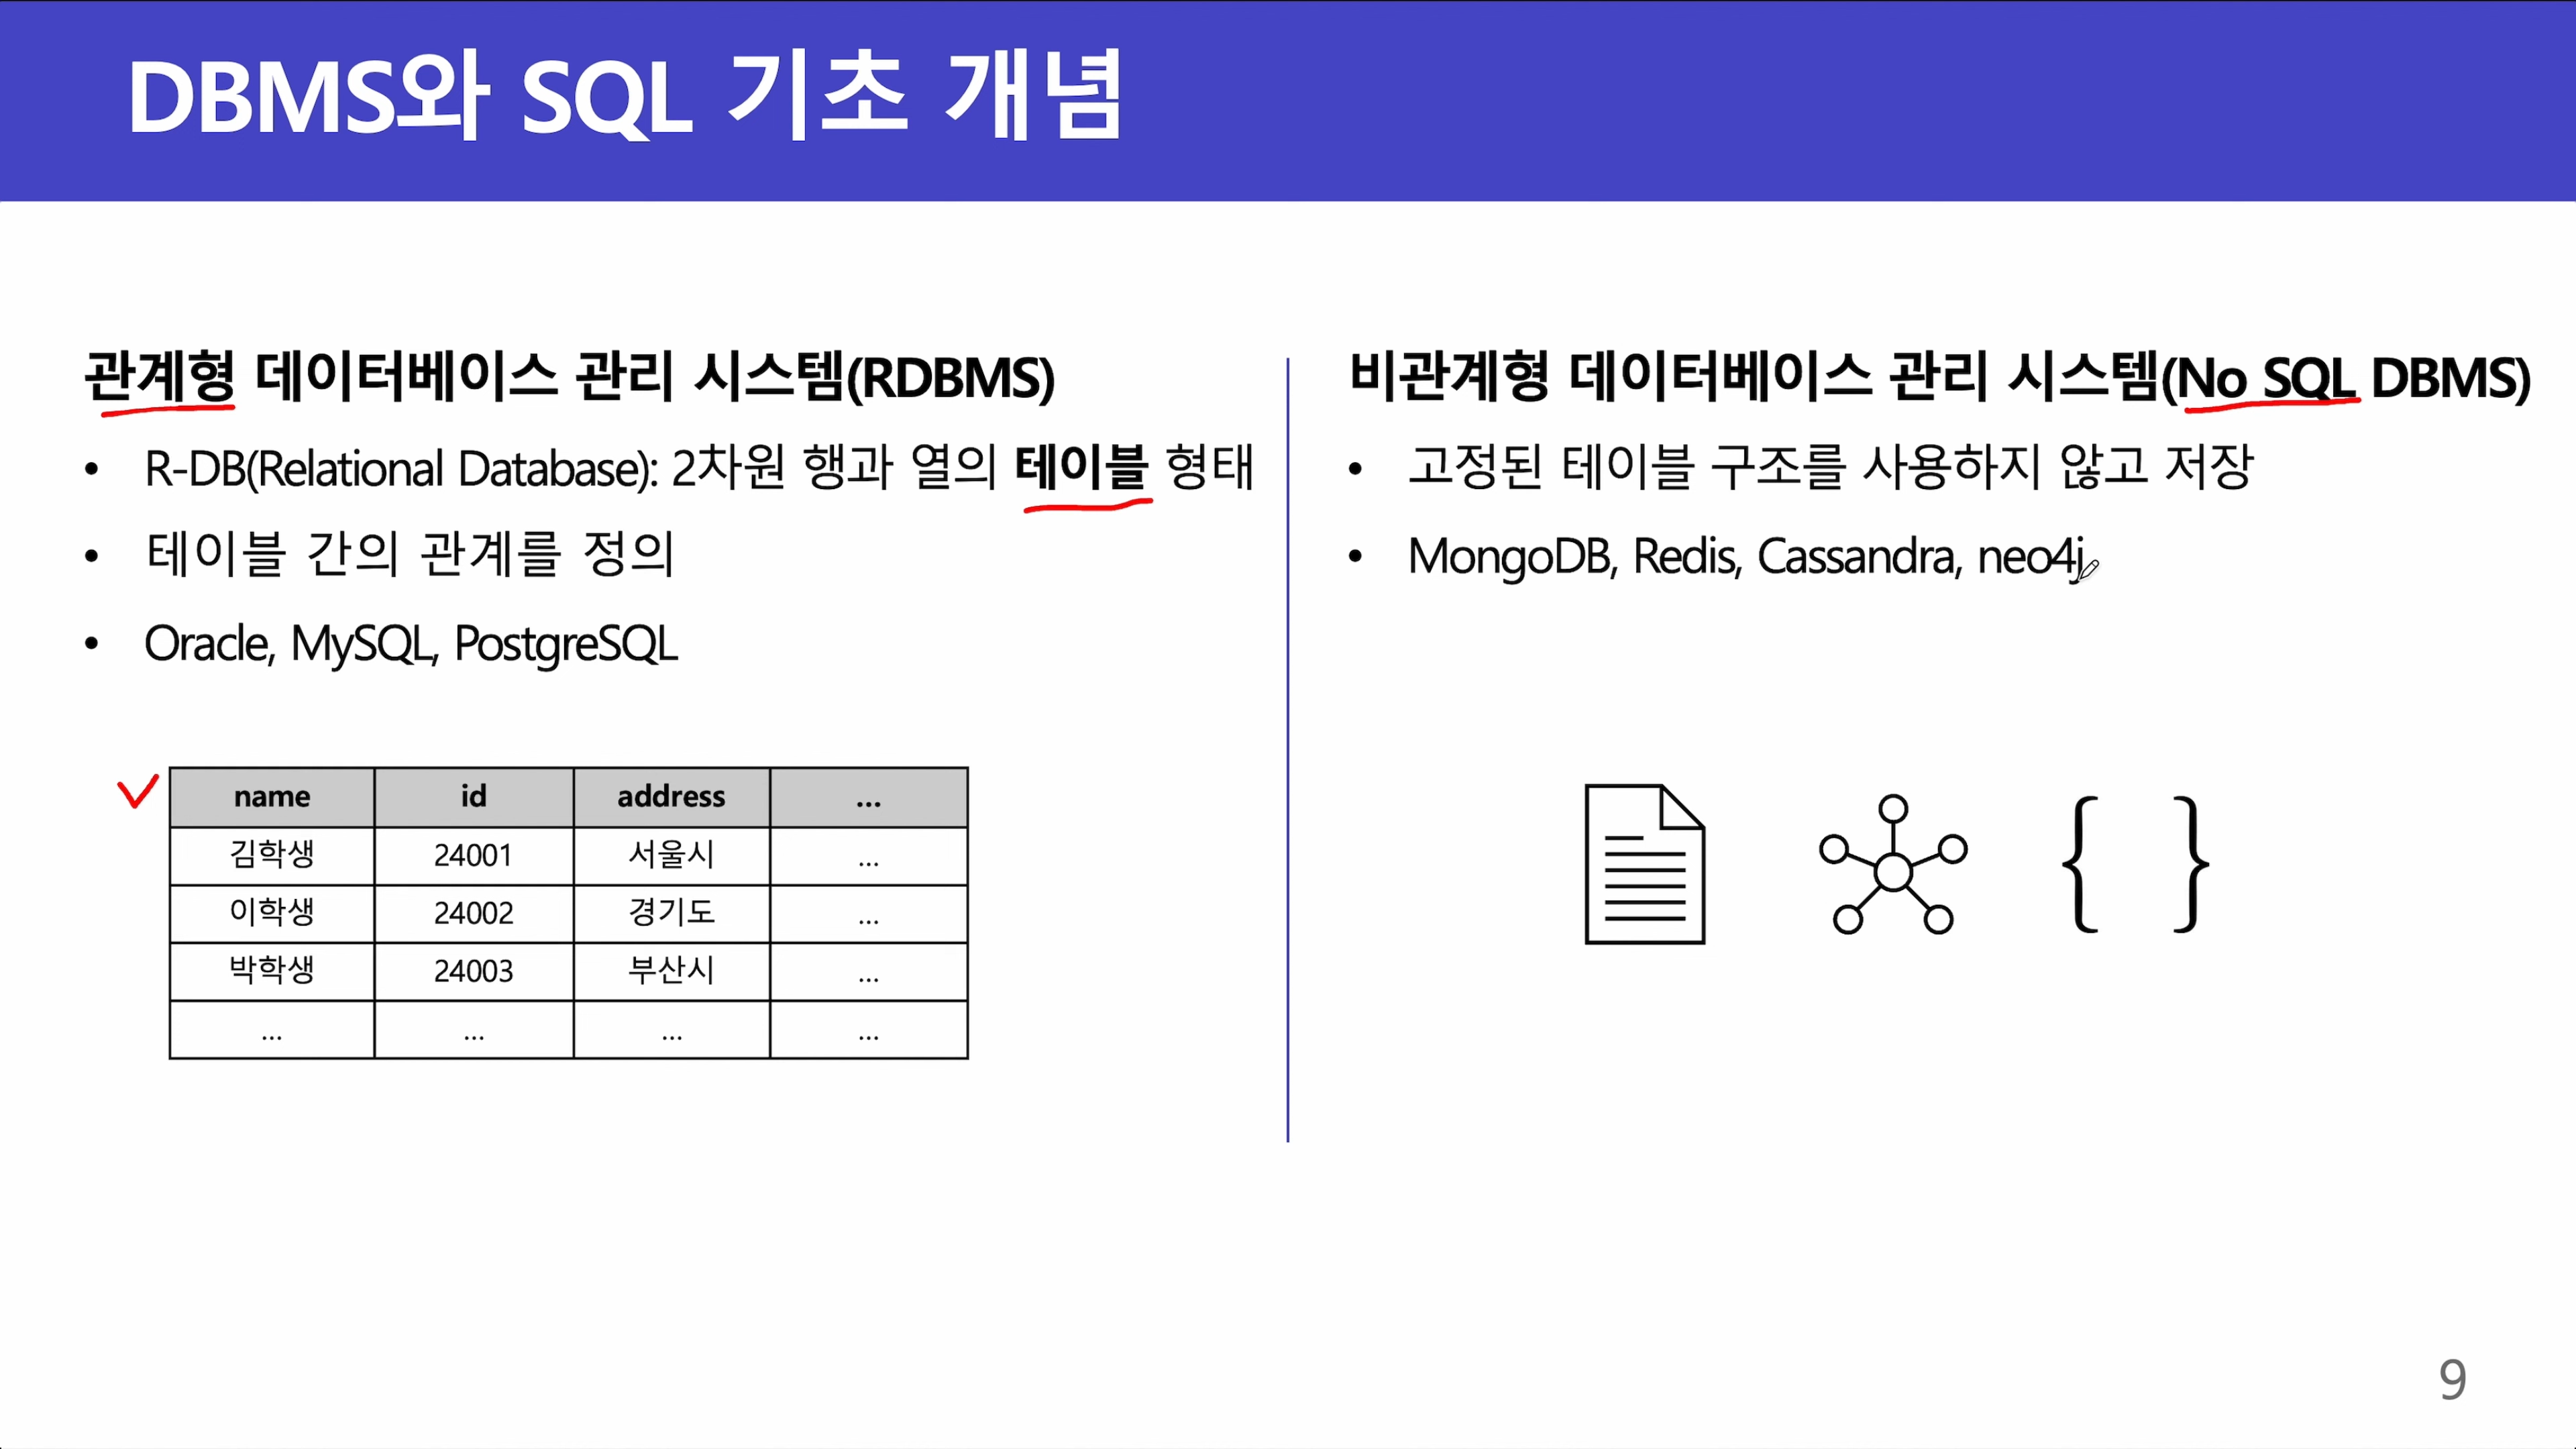 DBMS와 SQL 기초 개념
관계형 데이터베이스 관리 시스템(RDBMS)
• R-DB(Relational Database): 2차원 행과 열의 테이블 형태
• 테이블 간의 관계를 정의
• Oracle, MySQL, PostgreSQL
name id address ...
김학생 24001 서울시 ...
이학생 24002 경기도 ...
박학생 24003 부산시 ...
... ... ... ...
비관계형 데이터베이스 관리 시스템(No SQL DBMS)
• 고정된 테이블 구조를 사용하지 않고 저장
• MongoDB, Redis, Cassandra, neo4j
{ }
9